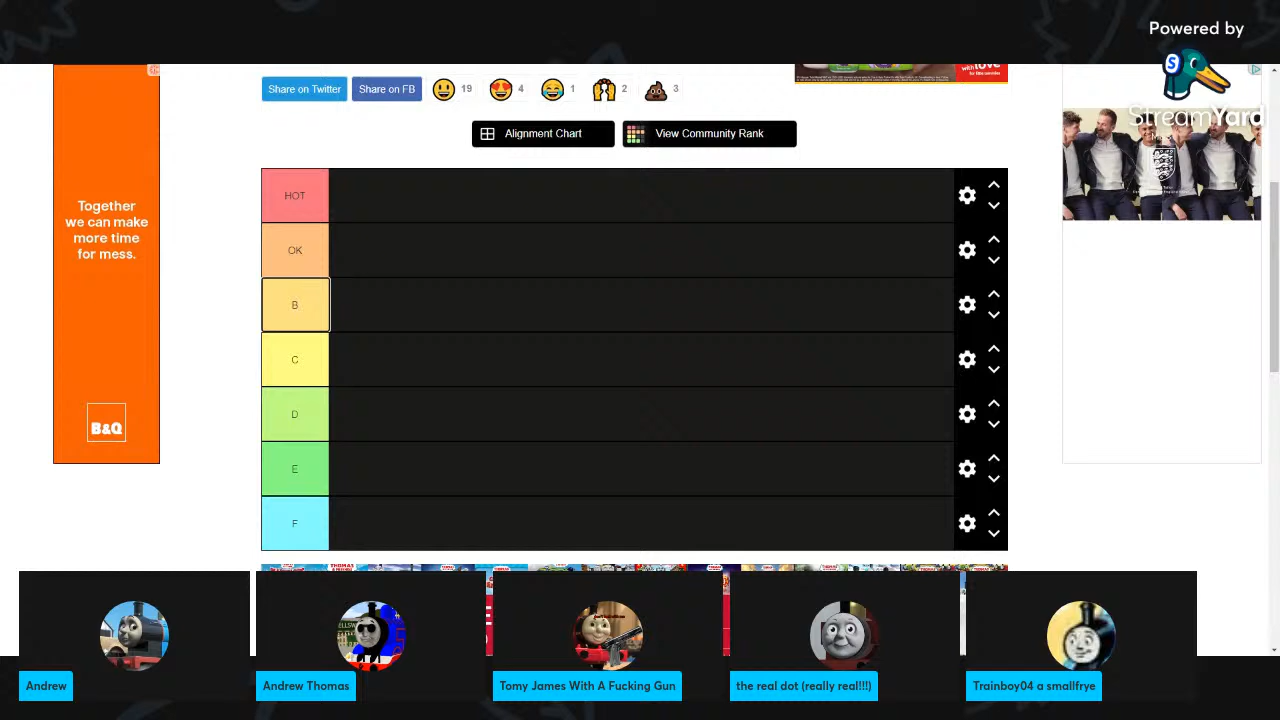 Powered by
StreamYard
with love
Share on Twitter
Share on FB
19
4
1
2
3
Alignment Chart
View Community Rank
Together
we can make
more time
for mess.
B&Q
HOT
OK
B
C
D
E
F
Andrew
Andrew Thomas
Tomy James With A Fucking Gun
the real dot (really real!!!)
Trainboy04 a smallfrye